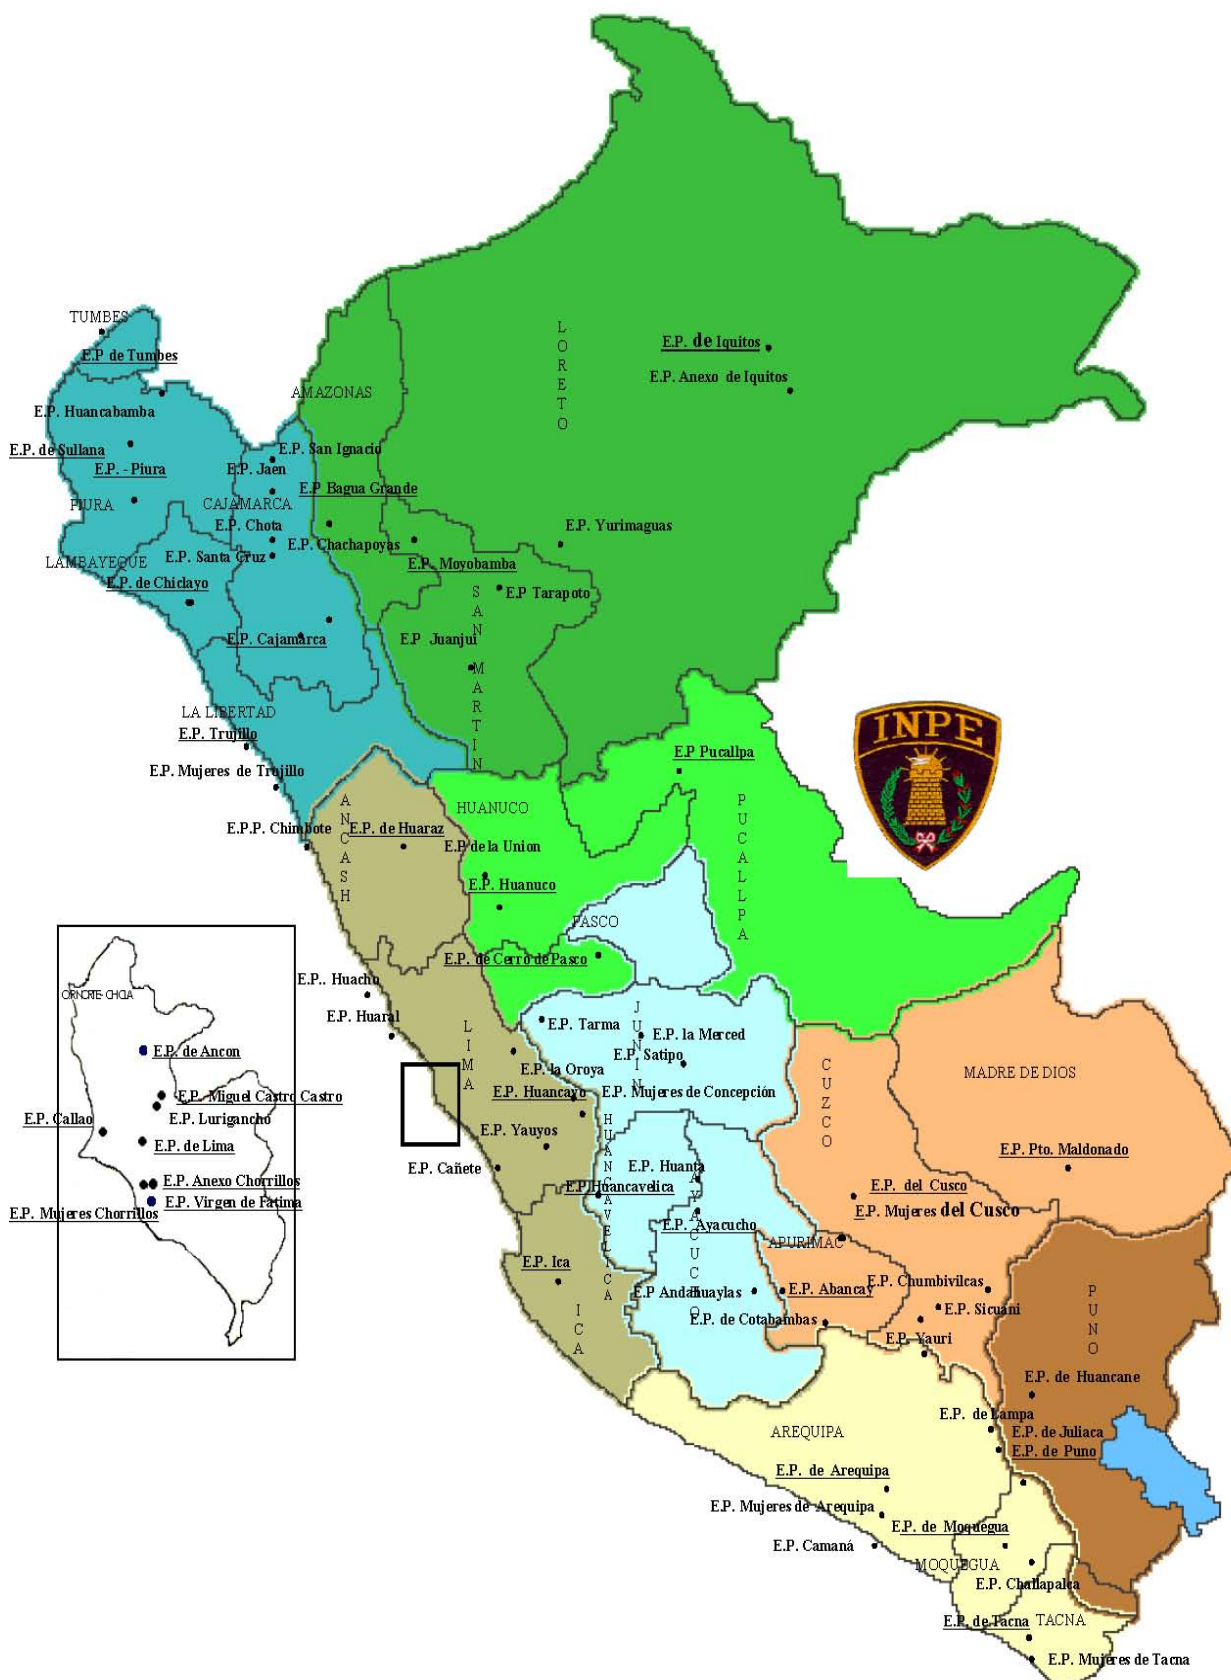 TUMBES
E.P de Tumbes
E.P. Huancabamba
E.P. de Sullana
E.P. - Piura
PIURA
LAMBAYEQUE
E.P. de Chiclayo
AMAZONAS
E.P. San Ignacio
E.P. Jaen
E.P Bagua Grande
CAJAMARCA
E.P. Chota
E.P. Chachapoyas
E.P. Santa Cruz
E.P. Cajamarca
LORETO
E.P. de Iquitos
E.P. Anexo de Iquitos
E.P. Yurimaguas
E.P. Moyobamba
E.P Tarapoto
SAN MARTIN
E.P Juanjui
LA LIBERTAD
E.P. Trujillo
E.P. Mujeres de Trujillo
E.P.P. Chimbote
ANCASH
E.P. de Huaraz
HUANUCO
E.P de la Union
E.P. Huanuco
E.P Pucallpa
PUCALLPA
INPE
PASCO
E.P. de Cerro de Pasco
E.P.. Huacho
E.P. Huaral
LIMA
E.P. Tarma
JUNIN
E.P. la Merced
E.P. Satipo
E.P. la Oroya
E.P. Huancayo
E.P. Mujeres de Concepción
E.P. Yauyos
E.P. Cañete
HUANCAVELICA
E.P. Huanta
E.P Huancavelica
AYACUCHO
E.P. Ayacucho
E.P. Ica
ICA
E.P Andahuaylas
CUZCO
MADRE DE DIOS
E.P. Pto. Maldonado
E.P. del Cusco
E.P. Mujeres del Cusco
APURIMAC
E.P. Abancay
E.P. de Cotabambas
E.P. Chumbivilcas
E.P. Sicuani
E.P. Yauri
PUNO
E.P. de Huancane
E.P. de Lampa
E.P. de Juliaca
E.P. de Puno
AREQUIPA
E.P. de Arequipa
E.P. Mujeres de Arequipa
E.P. de Moquegua
E.P. Camaná
MOQUEGUA
E.P. Challapalca
E.P. de Tacna
TACNA
E.P. Mujeres de Tacna
E.P. de Ancon
E.P. Miguel Castro Castro
E.P. Lurigancho
E.P. Callao
E.P. de Lima
E.P. Anexo Chorrillos
E.P. Virgen de Fatima
E.P. Mujeres Chorrillos